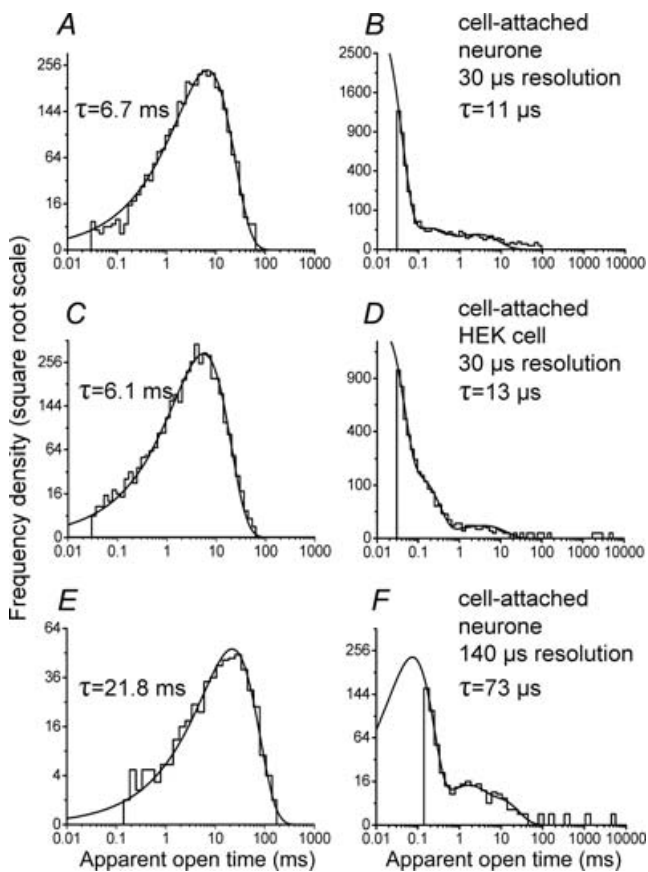 A
256
144
64
16
0
τ=6.7 ms
0.01 0.1 1 10 100 1000
B
cell-attached
neurone
30 µs resolution
τ=11 µs
2500
1600
900
400
100
0
0.01 0.1 1 10 100 1000 10000
Frequency density (square root scale)
C
256
144
64
16
0
τ=6.1 ms
0.01 0.1 1 10 100 1000
D
cell-attached
HEK cell
30 µs resolution
τ=13 µs
900
400
100
0
0.01 0.1 1 10 100 1000 10000
E
64
36
16
4
0
τ=21.8 ms
0.01 0.1 1 10 100 1000
Apparent open time (ms)
F
cell-attached
neurone
140 µs resolution
τ=73 µs
256
144
64
16
0
0.01 0.1 1 10 100 1000 10000
Apparent open time (ms)